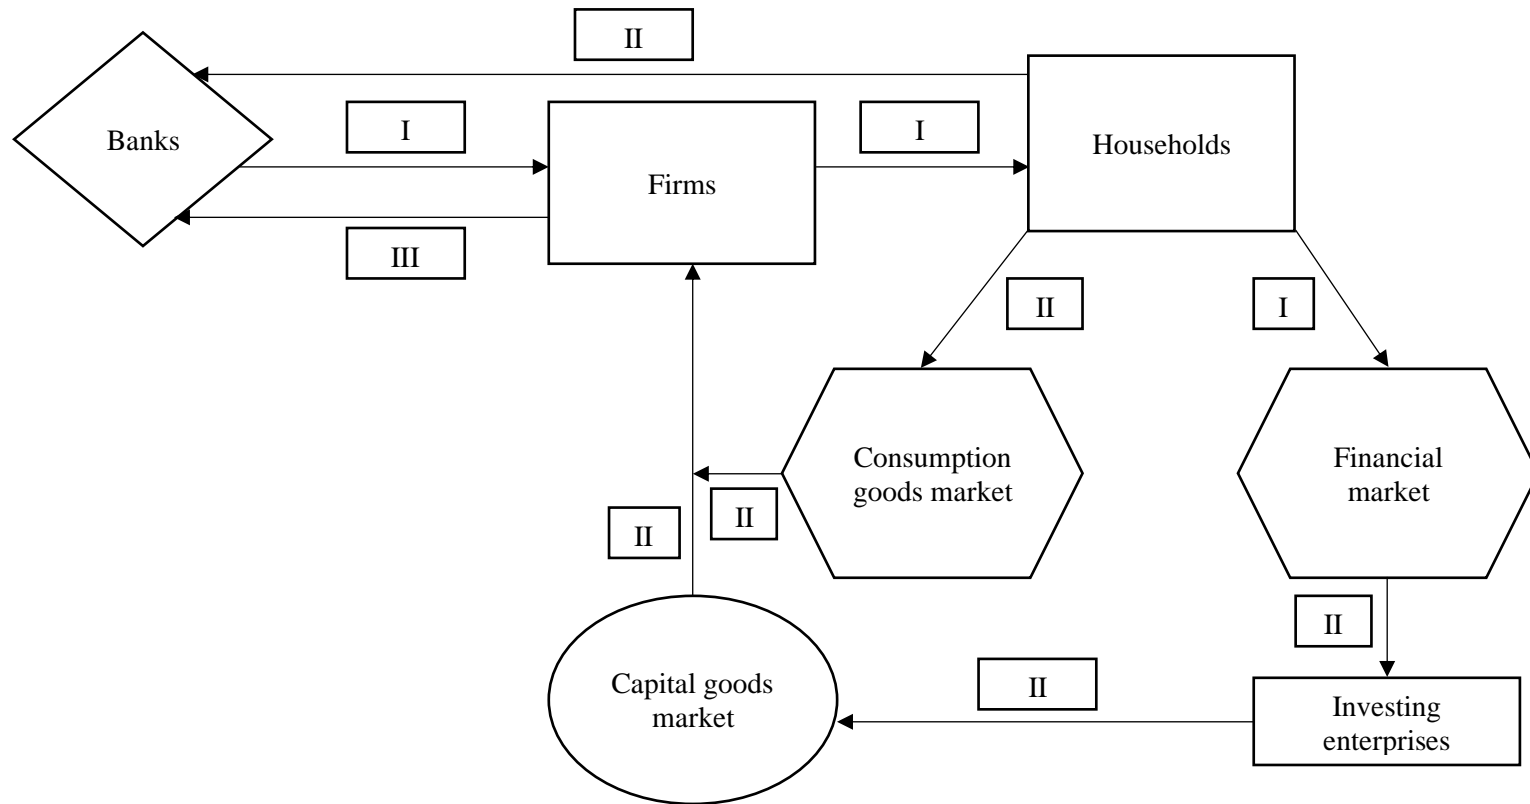 II
Banks
I
I
Households
Firms
III
II
I
Consumption
goods market
Financial
market
II
II
II
Capital goods
market
II
Investing
enterprises